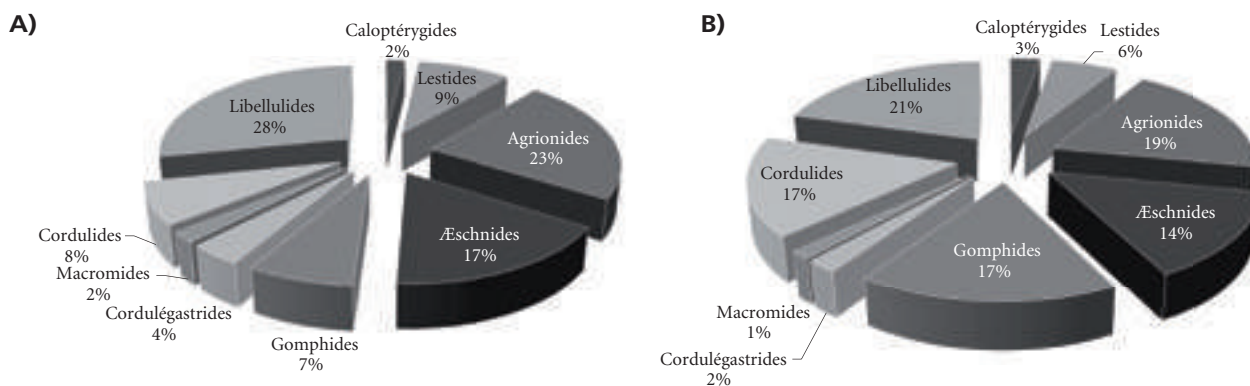 A)
Caloptérygides
2%
Lestides
9%
Agrionides
23%
Æschnides
17%
Gomphides
7%
Cordulégastrides
4%
Macromides
2%
Cordulides
8%
Libellulides
28%
B)
Caloptérygides
3%
Lestides
6%
Agrionides
19%
Æschnides
14%
Gomphides
17%
Cordulégastrides
2%
Macromides
1%
Cordulides
17%
Libellulides
21%